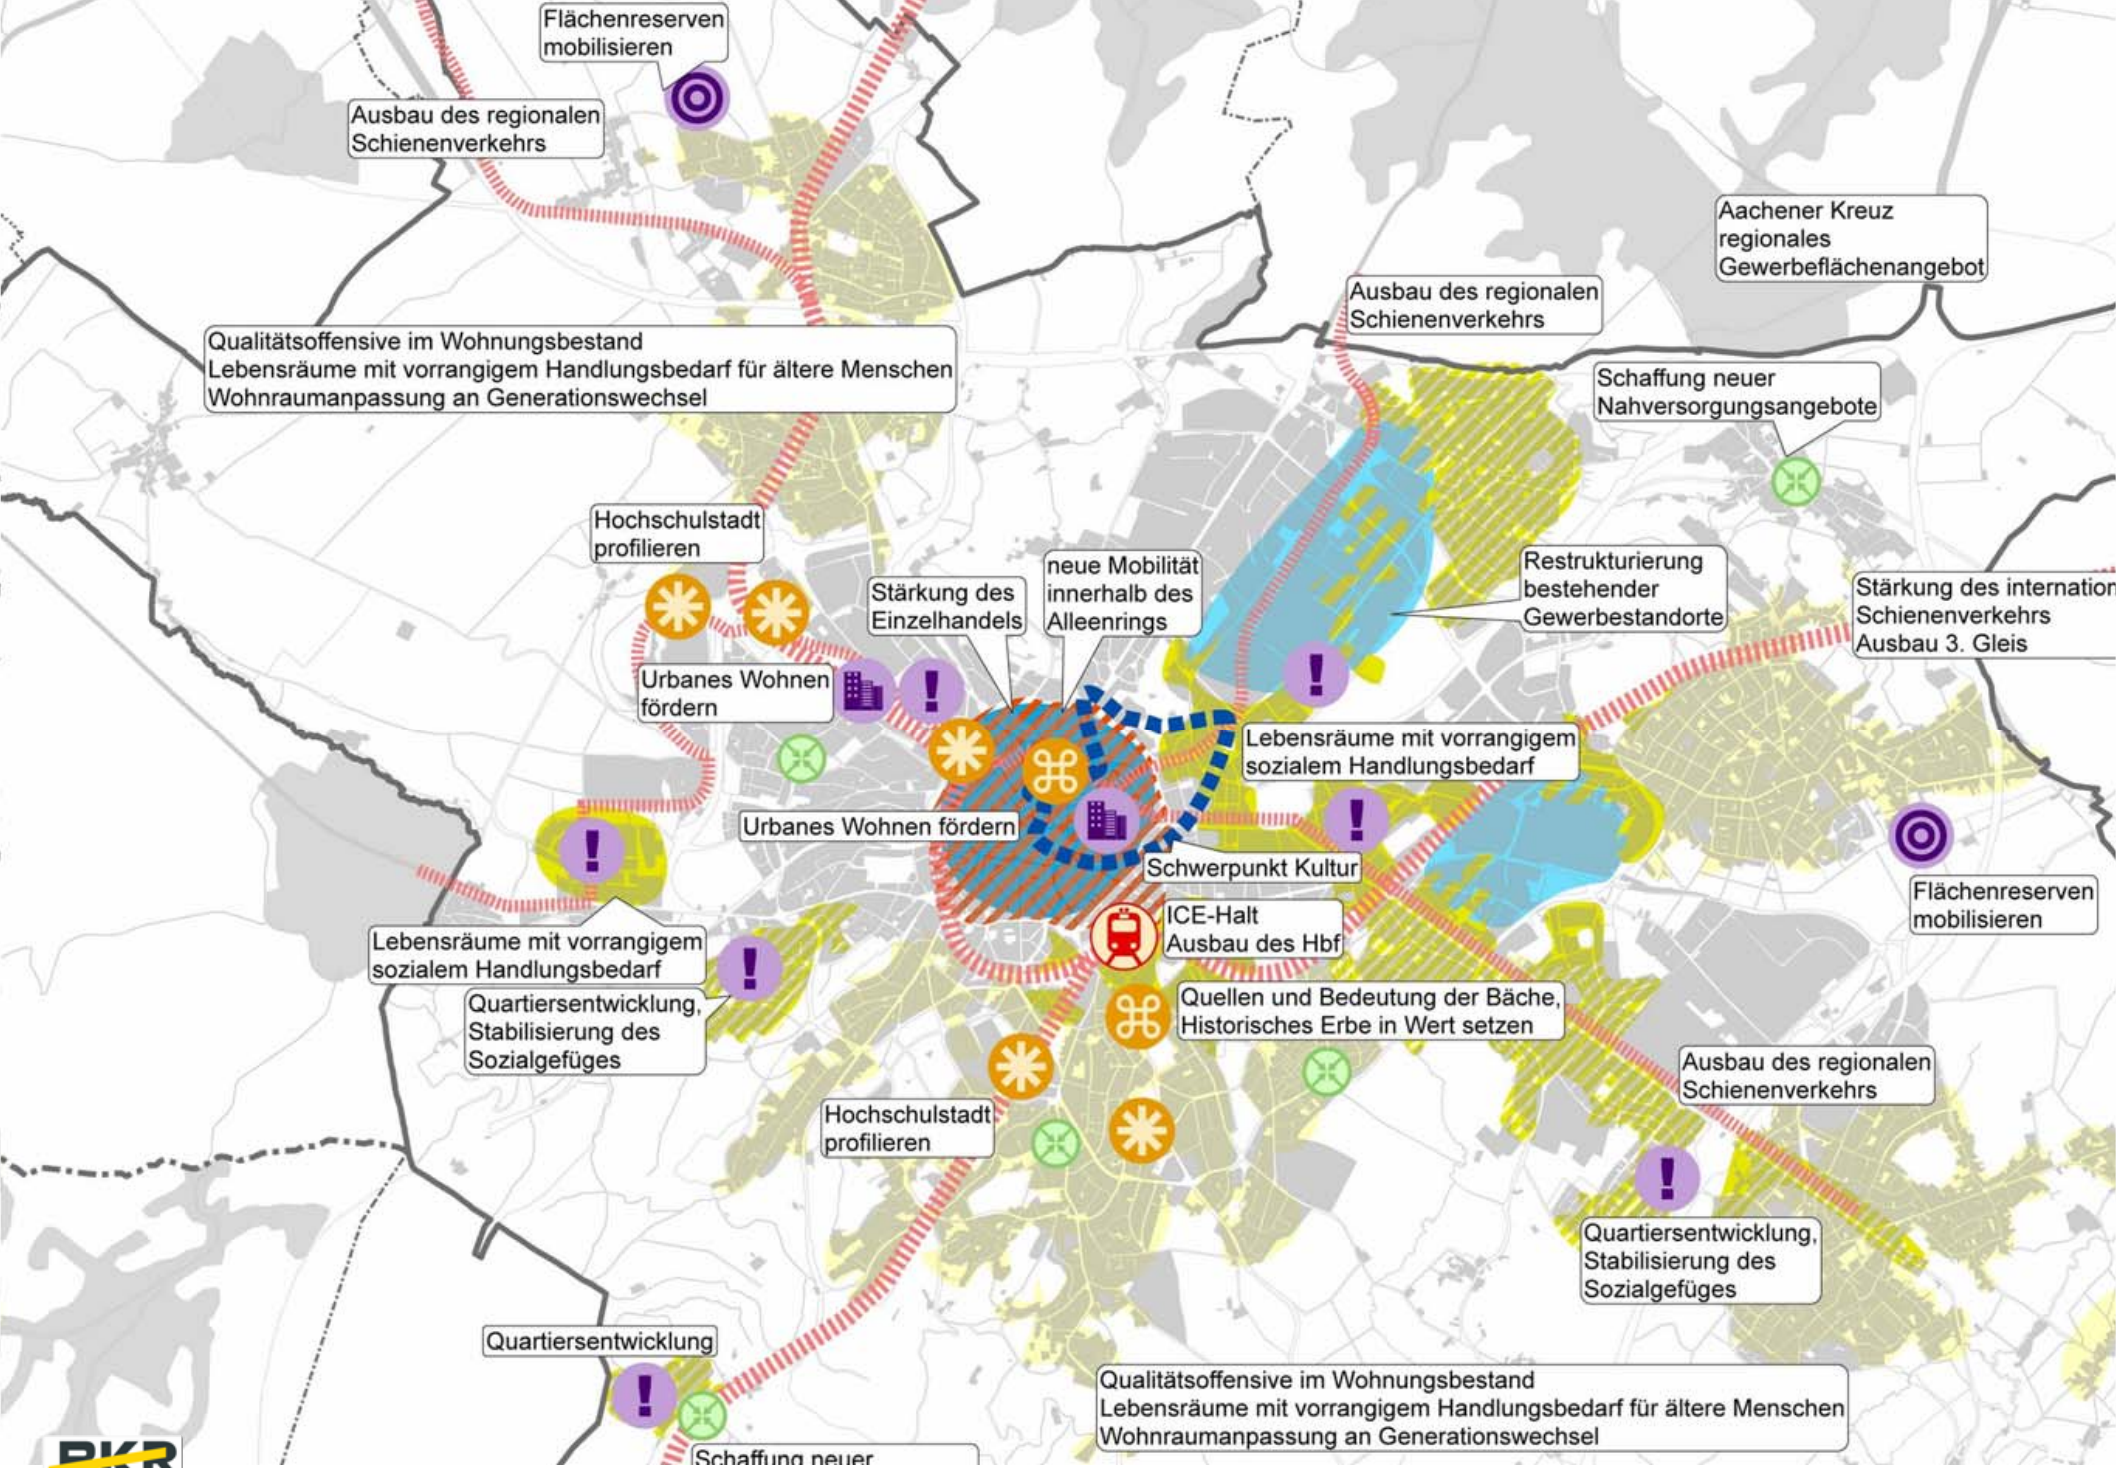 Flächenreserven
mobilisieren
Ausbau des regionalen
Schienenverkehrs
Aachener Kreuz
regionales
Gewerbeflächenangebot
Ausbau des regionalen
Schienenverkehrs
Qualitätsoffensive im Wohnungsbestand
Lebensräume mit vorrangigem Handlungsbedarf für ältere Menschen
Wohnraumanpassung an Generationswechsel
Schaffung neuer
Nahversorgungsangebote
Hochschulstadt
profilieren
Stärkung des
Einzelhandels
neue Mobilität
innerhalb des
Alleenrings
Restrukturierung
bestehender
Gewerbestandorte
Stärkung des internation
Schienenverkehrs
Ausbau 3. Gleis
Urbanes Wohnen
fördern
Lebensräume mit vorrangigem
sozialem Handlungsbedarf
Urbanes Wohnen fördern
Schwerpunkt Kultur
Flächenreserven
mobilisieren
ICE-Halt
Ausbau des Hbf
Lebensräume mit vorrangigem
sozialem Handlungsbedarf
Quartiersentwicklung,
Stabilisierung des
Sozialgefüges
Quellen und Bedeutung der Bäche,
Historisches Erbe in Wert setzen
Ausbau des regionalen
Schienenverkehrs
Hochschulstadt
profilieren
Quartiersentwicklung,
Stabilisierung des
Sozialgefüges
Quartiersentwicklung
Qualitätsoffensive im Wohnungsbestand
Lebensräume mit vorrangigem Handlungsbedarf für ältere Menschen
Wohnraumanpassung an Generationswechsel
BKR
Schaffung neuer